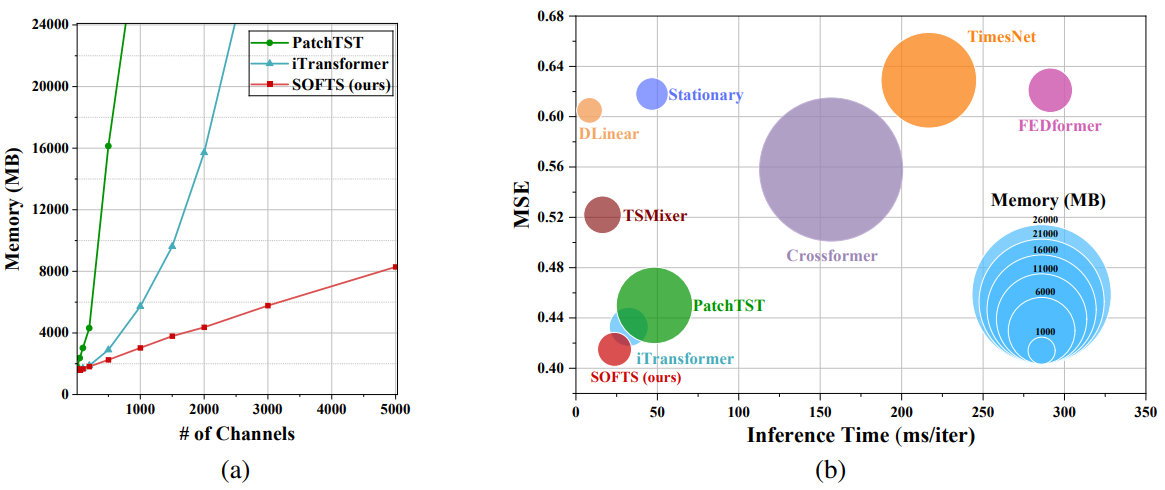 24000
20000
16000
12000
8000
4000
0
Memory (MB)
PatchTST
iTransformer
SOFTS (ours)
1000 2000 3000 4000 5000
# of Channels
(a)
0.68
0.64
0.60
0.56
0.52
0.48
0.44
0.40
MSE
TimesNet
Stationary
DLinear
FEDformer
TSMixer
Crossformer
PatchTST
iTransformer
SOFTS (ours)
Memory (MB)
26000
21000
16000
11000
6000
1000
0 50 100 150 200 250 300 350
Inference Time (ms/iter)
(b)